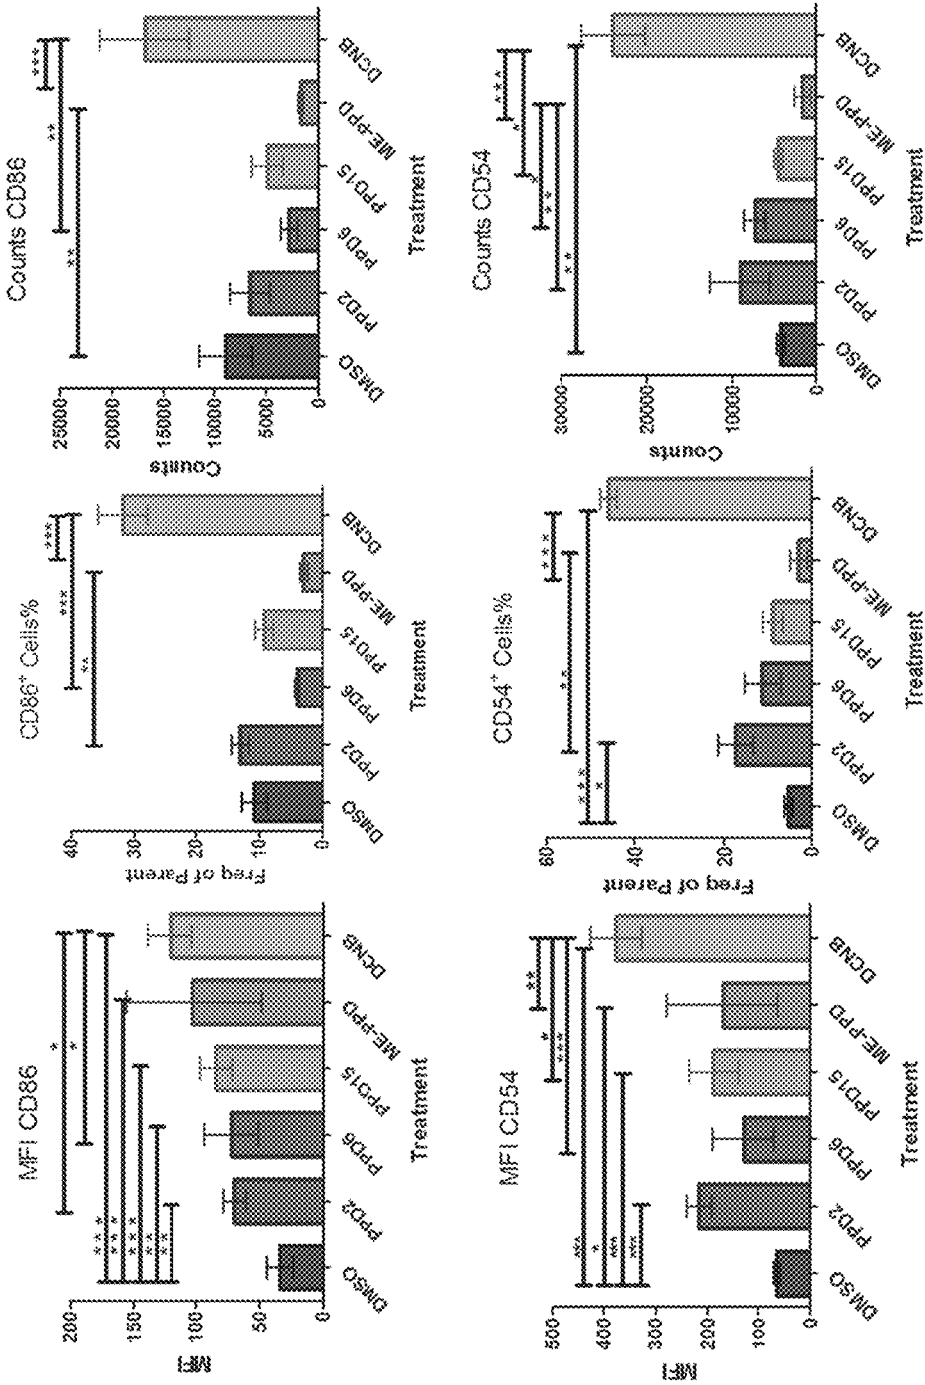 MFI CD86
*
*
***
***
***
**
**
200
150
100
50
0
MFI
DMSO
PPD2
PPD6
PPD15
ME-PPD
DCNB
Treatment
CD86⁺ Cells%
***
***
**
40
30
20
10
0
Freq of Parent
DMSO
PPD2
PPD6
PPD15
ME-PPD
DCNB
Treatment
Counts CD86
***
**
**
25000
20000
15000
10000
5000
0
Counts
DMSO
PPD2
PPD6
PPD15
ME-PPD
DCNB
Treatment
MFI CD54
**
*
***
*
500
400
300
200
100
0
MFI
DMSO
PPD2
PPD6
PPD15
ME-PPD
DCNB
Treatment
CD54⁺ Cells%
***
**
***
*
60
40
20
0
Freq of Parent
DMSO
PPD2
PPD6
PPD15
ME-PPD
DCNB
Treatment
Counts CD54
***
*
*
**
**
30000
20000
10000
0
Counts
DMSO
PPD2
PPD6
PPD15
ME-PPD
DCNB
Treatment